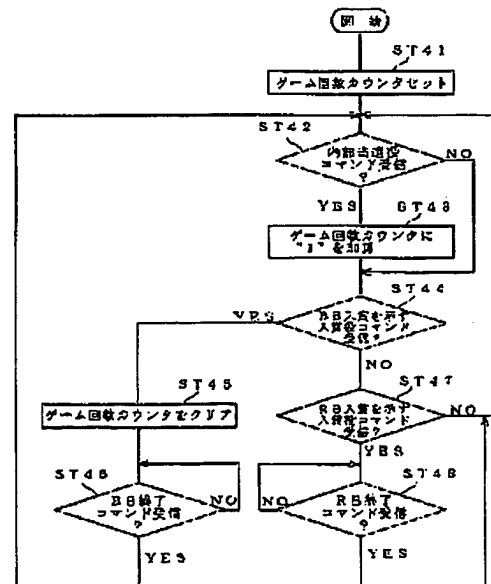 開始
ST41
ゲーム回数カウンタセット
ST42
内部当選役
コマンド受信
?
NO
YES
ST43
ゲーム回数カウンタに
"1"を加算
ST44
BB入賞を示す
入賞役コマンド
受信?
YES
NO
ST45
ゲーム回数カウンタをクリア
ST47
RB入賞を示す
入賞役コマンド
受信?
NO
YES
ST46
BB終了
コマンド受信
?
NO
YES
ST48
RB終了
コマンド受信
?
NO
YES